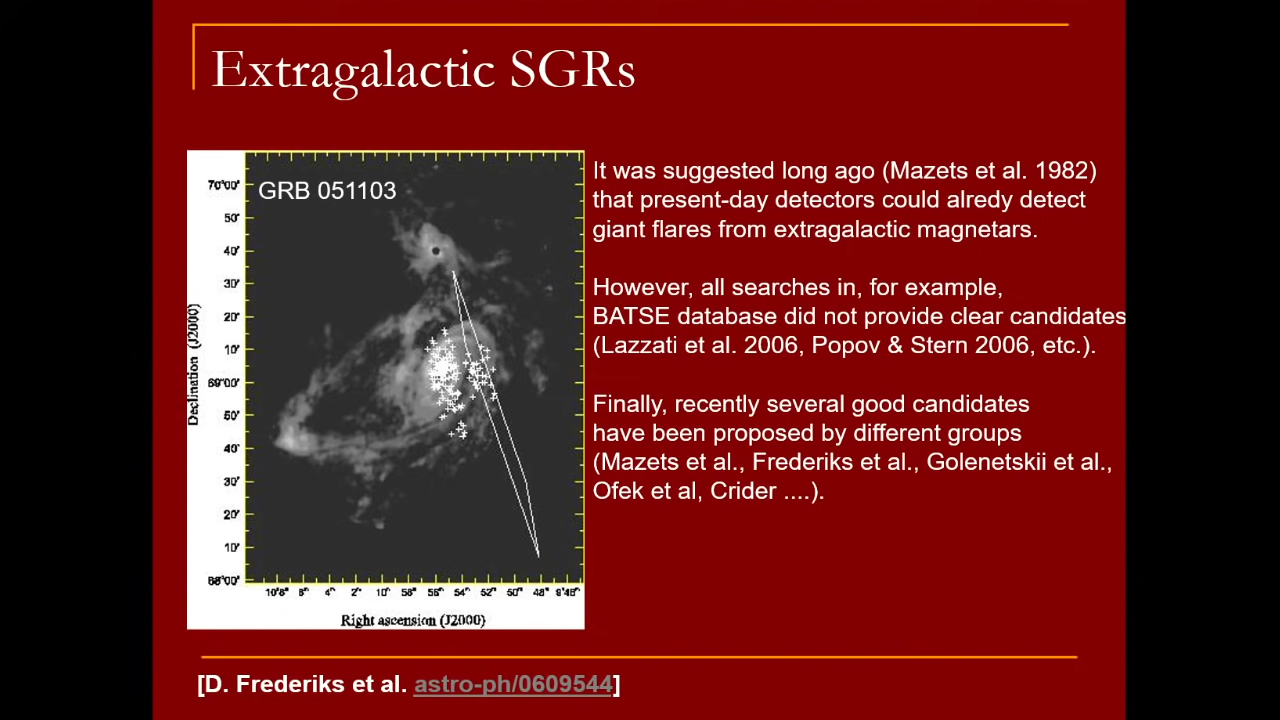 Extragalactic SGRs
GRB 051103
70°00'
50'
40'
30'
20'
10'
69°00'
50'
40'
30'
20'
10'
68°00'
Declination (J2000)
Right ascension (J2000)
It was suggested long ago (Mazets et al. 1982)
that present-day detectors could alredy detect
giant flares from extragalactic magnetars.
However, all searches in, for example,
BATSE database did not provide clear candidates
(Lazzati et al. 2006, Popov & Stern 2006, etc.).
Finally, recently several good candidates
have been proposed by different groups
(Mazets et al., Frederiks et al., Golenetskii et al.,
Ofek et al, Crider ....).
[D. Frederiks et al. astro-ph/0609544]